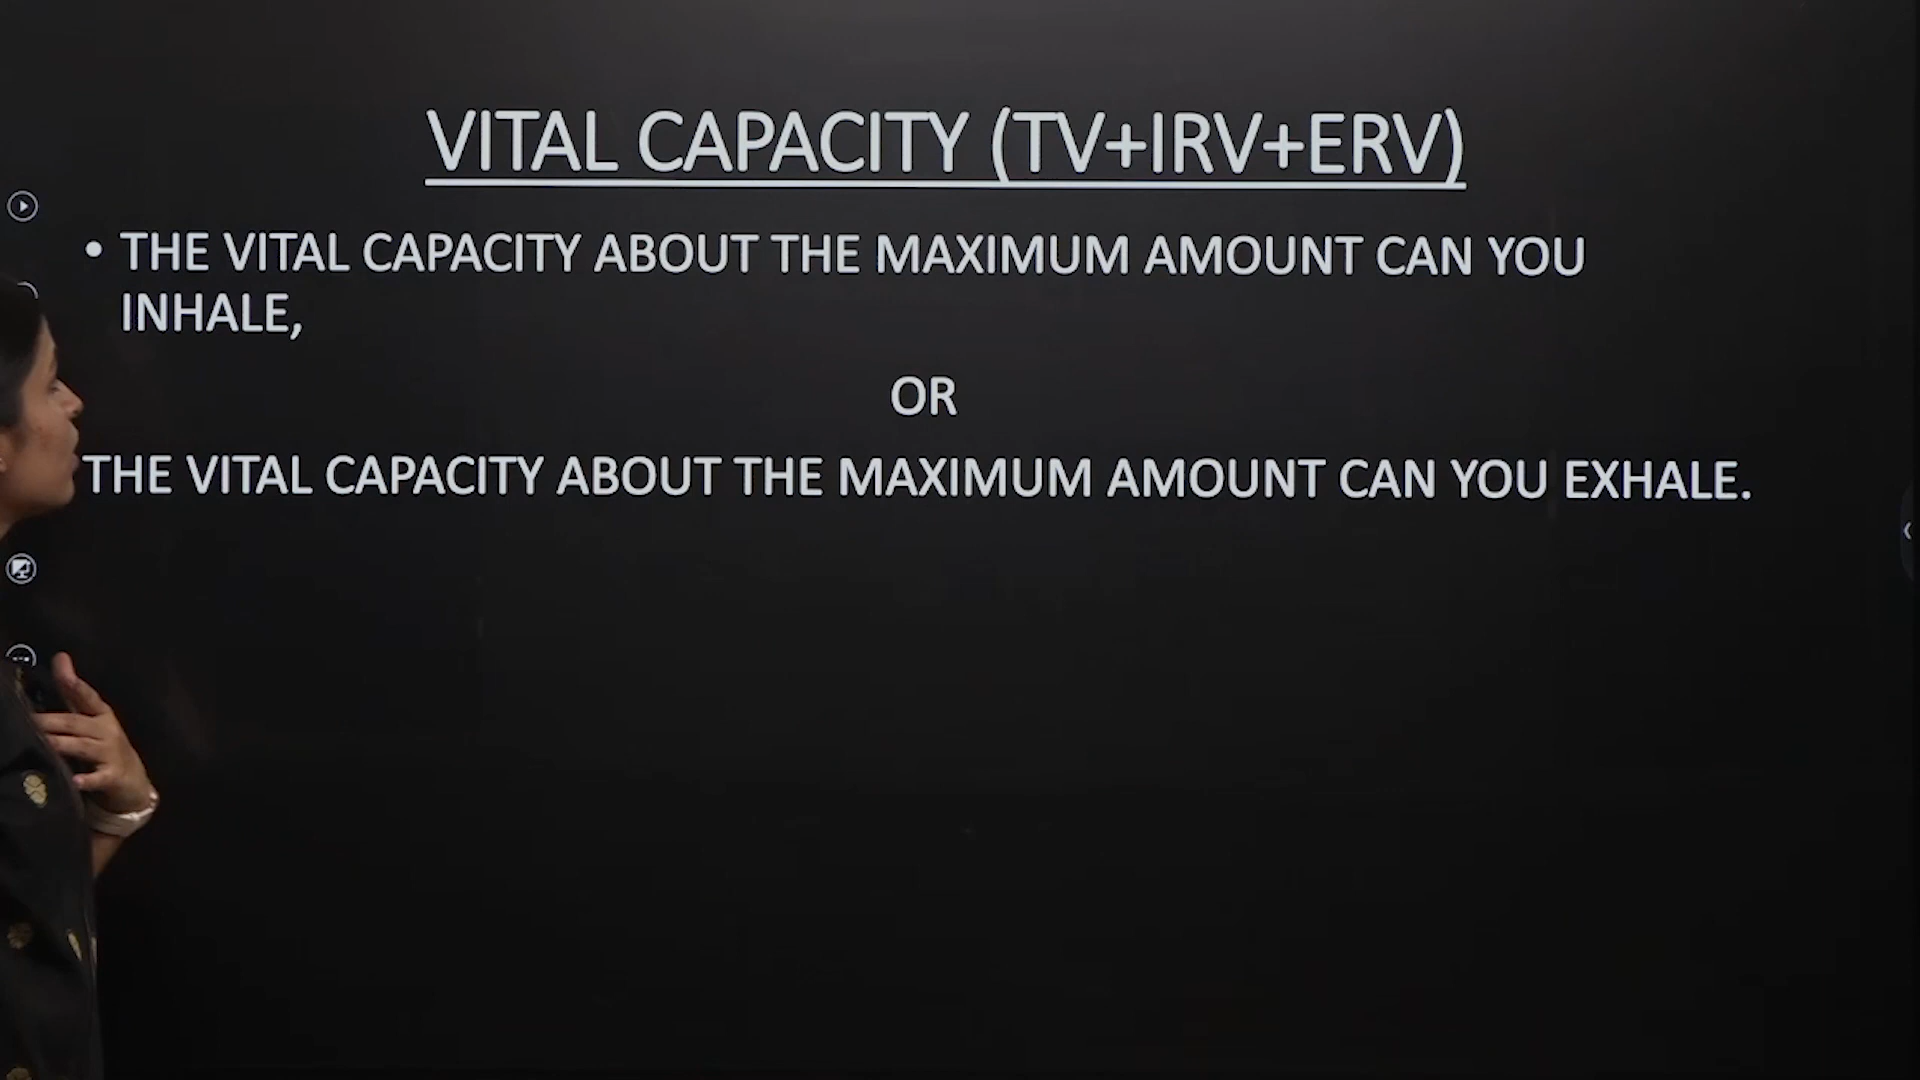 VITAL CAPACITY (TV+IRV+ERV)
• THE VITAL CAPACITY ABOUT THE MAXIMUM AMOUNT CAN YOU
INHALE,
OR
THE VITAL CAPACITY ABOUT THE MAXIMUM AMOUNT CAN YOU EXHALE.